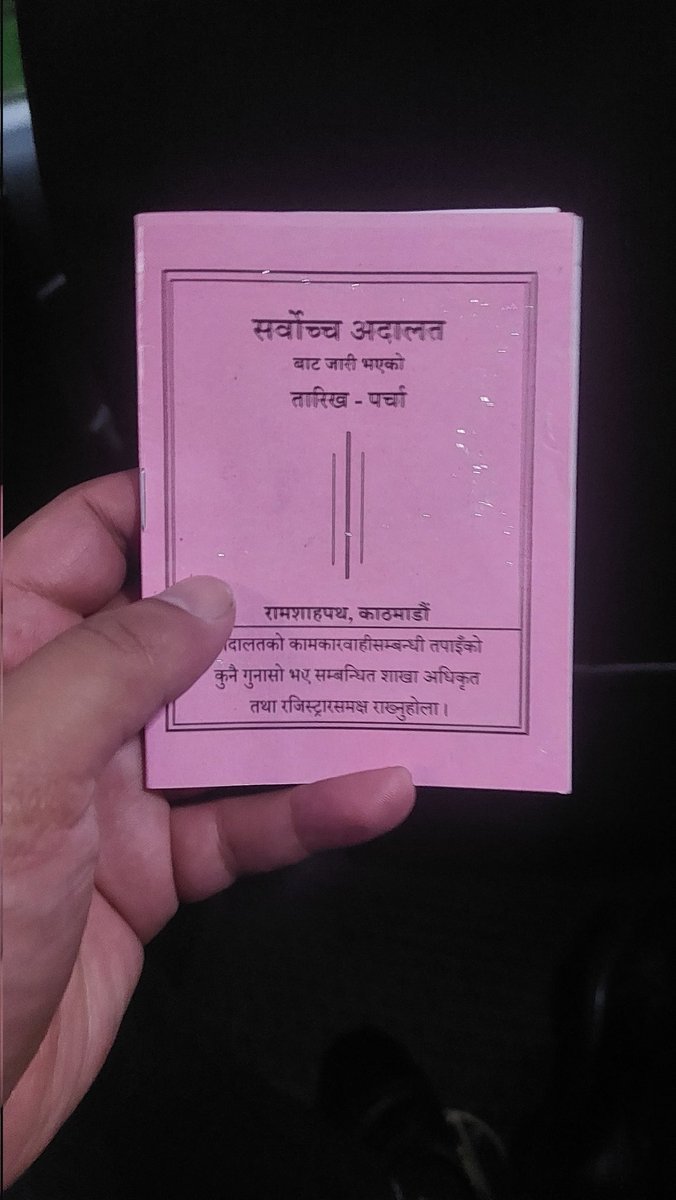 सर्वोच्च अदालत
बाट जारी भएको
तारिख - पर्चा
रामशाहपथ, काठमाडौं
कामकारवाहीसम्बन्धी तपाइँको
कुनै गुनासो भए सम्बन्धित शाखा अधिकृत
तथा रजिस्ट्रारसमक्ष राख्नुहोला ।